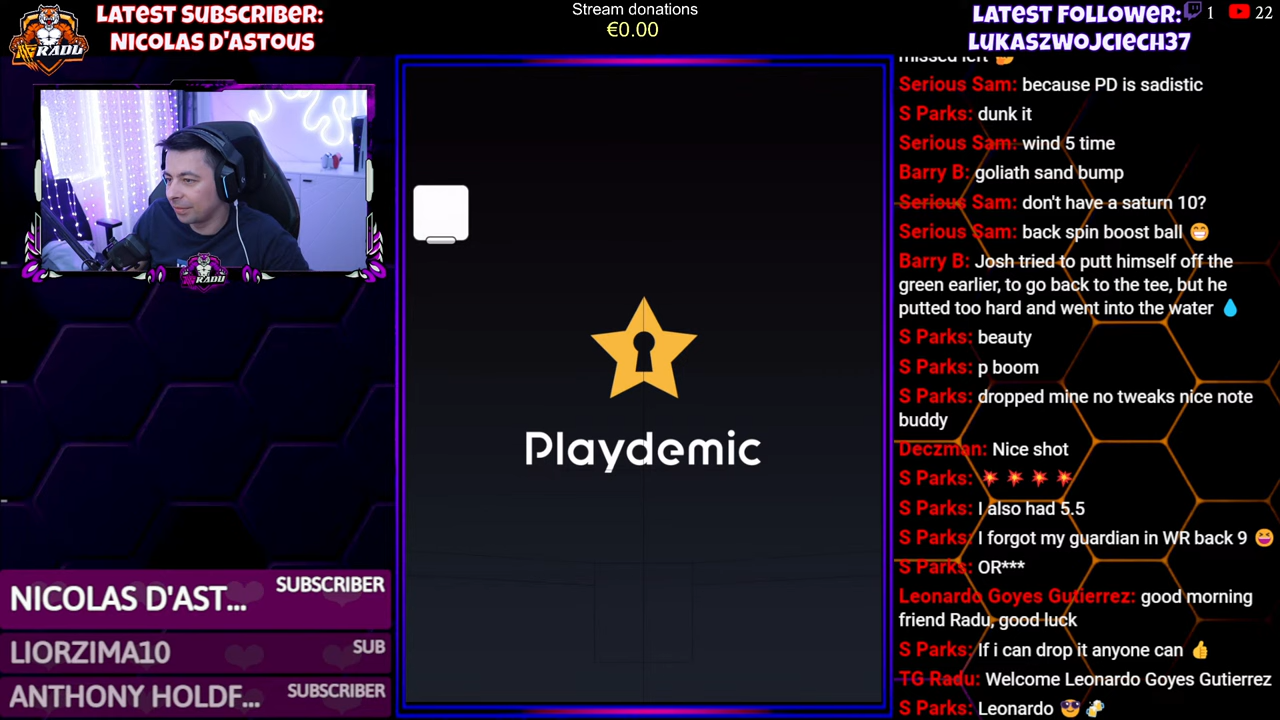 LATEST SUBSCRIBER:
NICOLAS D'ASTOUS
RADU
Stream donations
€0.00
LATEST FOLLOWER:
LUKASZWOJCIECH37
1
22
missed left
Serious Sam: because PD is sadistic
S Parks: dunk it
Serious Sam: wind 5 time
Barry B: goliath sand bump
Serious Sam: don't have a saturn 10?
Serious Sam: back spin boost ball 😁
Barry B: Josh tried to putt himself off the
green earlier, to go back to the tee, but he
putted too hard and went into the water 💧
S Parks: beauty
S Parks: p boom
S Parks: dropped mine no tweaks nice note
buddy
Deczman: Nice shot
S Parks: 💥 💥 💥 💥
S Parks: I also had 5.5
S Parks: I forgot my guardian in WR back 9 😆
S Parks: OR***
Leonardo Goyes Gutierrez: good morning
friend Radu, good luck
S Parks: If i can drop it anyone can 👍
TG Radu: Welcome Leonardo Goyes Gutierrez
S Parks: Leonardo 😎 🍻
Playdemic
RADU
NICOLAS D'AST...
SUBSCRIBER
LIORZIMA10
SUB
ANTHONY HOLDF...
SUBSCRIBER